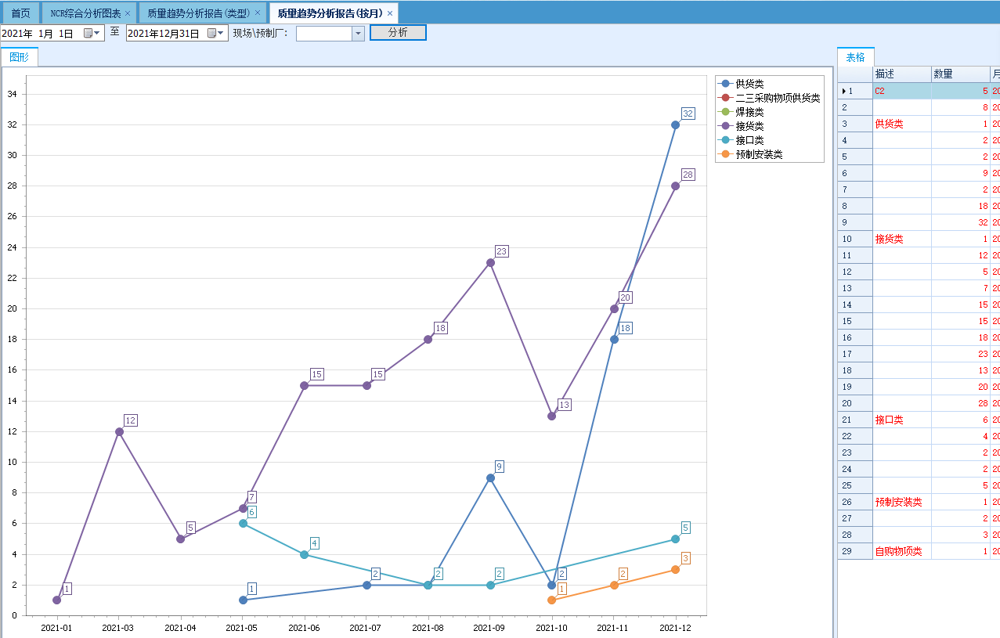 首页 NCR综合分析图表 × 质量趋势分析报告(类型) × 质量趋势分析报告(按月) ×
2021年 1月 1日 至 2021年12月31日 现场\预制厂: 分析
图形
34
32
30
28
26
24
22
20
18
16
14
12
10
8
6
4
2
0
2021-01 2021-03 2021-04 2021-05 2021-06 2021-07 2021-08 2021-09 2021-10 2021-11 2021-12
1
12
5
7
15
15
18
23
13
20
28
6
4
2
2
5
1
2
9
2
18
32
1
2
3
供货类
二三采购物项供货类
焊接类
接货类
接口类
预制安装类
表格
描述 数量 月
1 C2 5 20
2 8 20
3 供货类 1 20
4 2 20
5 2 20
6 9 20
7 2 20
8 18 20
9 32 20
10 接货类 1 20
11 12 20
12 5 20
13 7 20
14 15 20
15 15 20
16 18 20
17 23 20
18 13 20
19 20 20
20 28 20
21 接口类 6 20
22 4 20
23 2 20
24 2 20
25 5 20
26 预制安装类 1 20
27 2 20
28 3 20
29 自购物项类 1 20